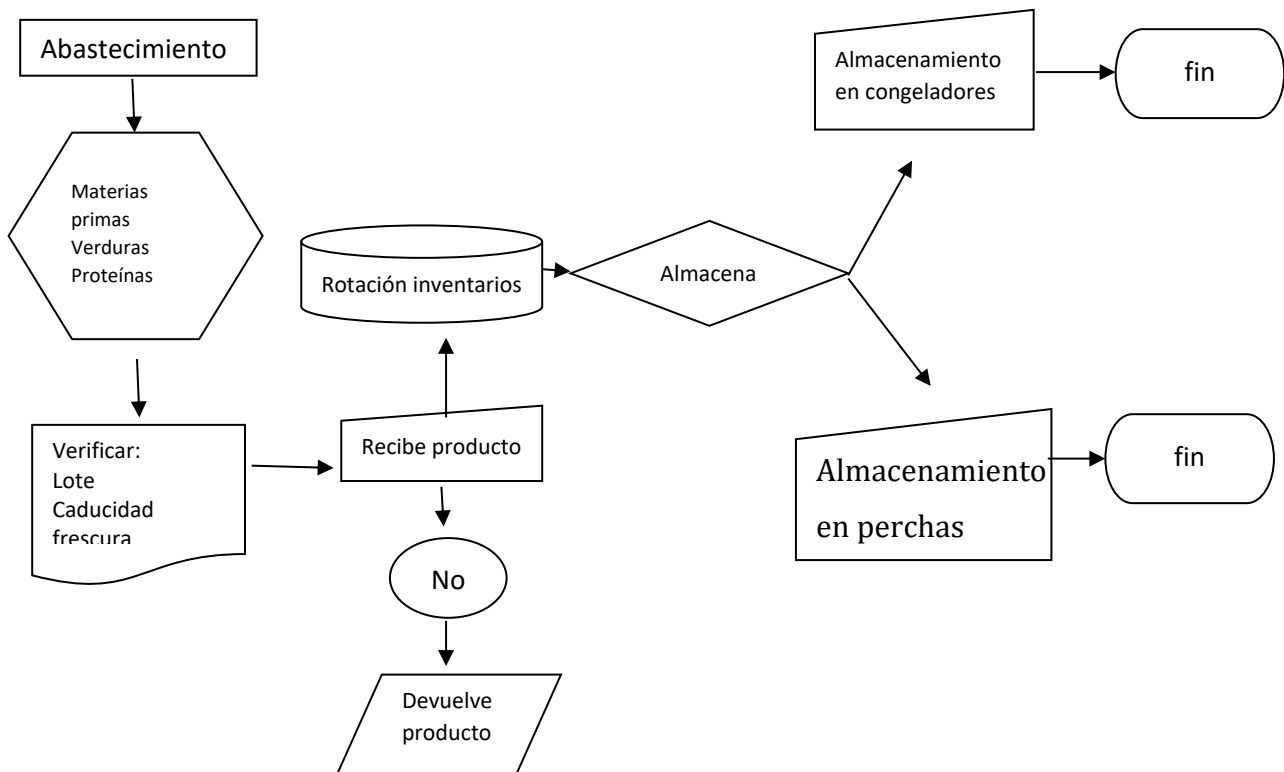 Abastecimiento
Materias
primas
Verduras
Proteínas
Verificar:
Lote
Caducidad
frescura
Recibe producto
No
Devuelve
producto
Rotación inventarios
Almacena
Almacenamiento
en congeladores
fin
Almacenamiento
en perchas
fin